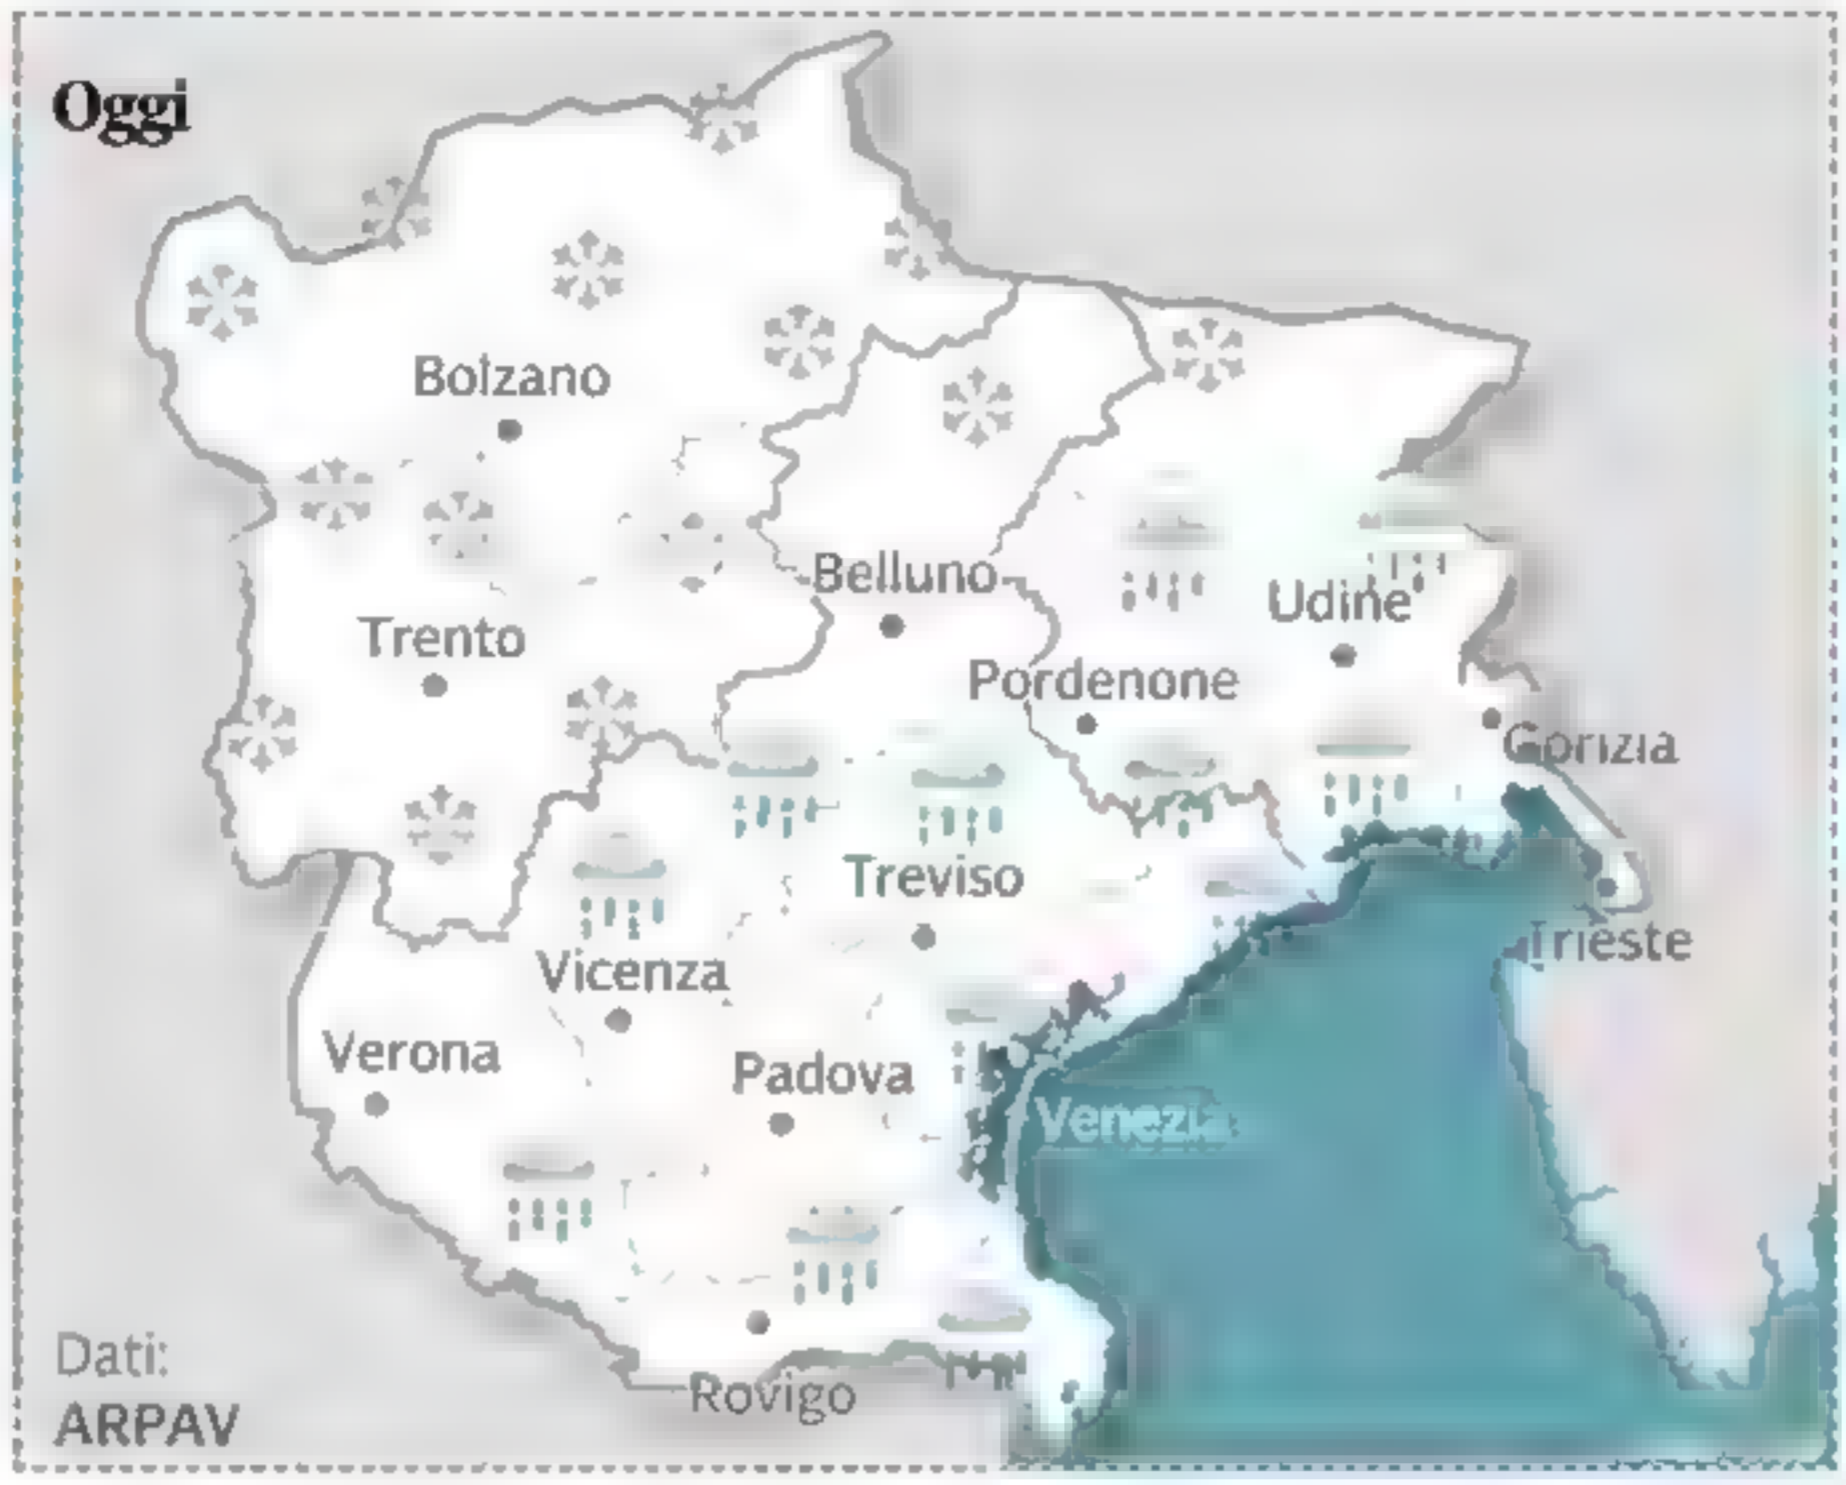 Oggi
Bolzano
Belluno
Udine
Trento
Pordenone
Gorizia
Treviso
Trieste
Vicenza
Verona
Padova
Venezia
Dati:
ARPAV
Rovigo